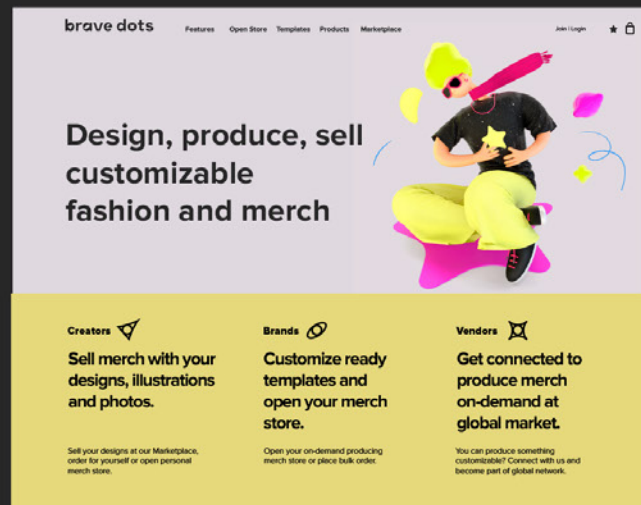 brave dots
Features Open Store Templates Products Marketplace
Join | Login
Design, produce, sell
customizable
fashion and merch
Creators
Sell merch with your
designs, illustrations
and photos.
Sell your designs at our Marketplace,
order for yourself or open personal
merch store.
Brands
Customize ready
templates and
open your merch
store.
Open your on-demand producing
merch store or place bulk order.
Vendors
Get connected to
produce merch
on-demand at
global market.
You can produce something
customizable? Connect with us and
become part of global network.